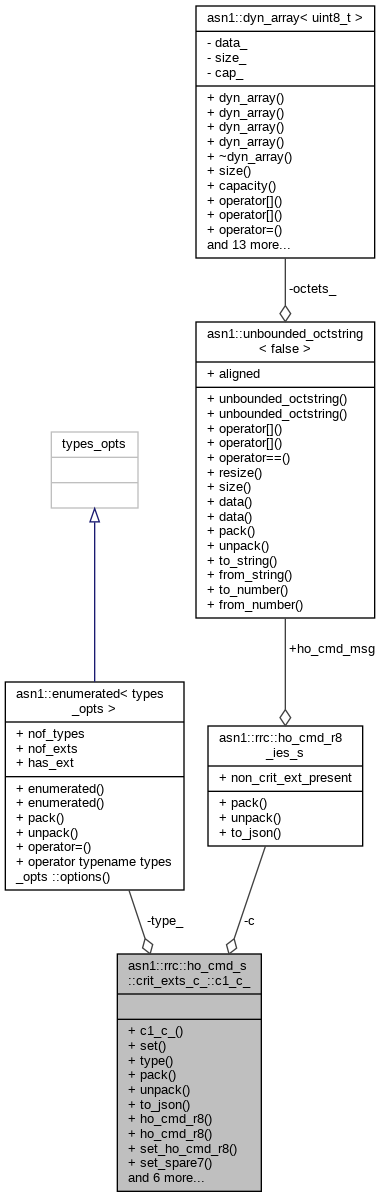 asn1::dyn_array< uint8_t >
- data_
- size_
- cap_
+ dyn_array()
+ dyn_array()
+ dyn_array()
+ dyn_array()
+ ~dyn_array()
+ size()
+ capacity()
+ operator[]()
+ operator[]()
+ operator=()
and 13 more...
-octets_
asn1::unbounded_octstring
< false >
+ aligned
+ unbounded_octstring()
+ unbounded_octstring()
+ operator[]()
+ operator[]()
+ operator==()
+ resize()
+ size()
+ data()
+ data()
+ pack()
+ unpack()
+ to_string()
+ from_string()
+ to_number()
+ from_number()
types_opts
+ho_cmd_msg
asn1::enumerated< types
_opts >
+ nof_types
+ nof_exts
+ has_ext
+ enumerated()
+ enumerated()
+ pack()
+ unpack()
+ operator=()
+ operator typename types
_opts ::options()
asn1::rrc::ho_cmd_r8
_ies_s
+ non_crit_ext_present
+ pack()
+ unpack()
+ to_json()
-type_
-c
asn1::rrc::ho_cmd_s
::crit_exts_c_::c1_c_
+ c1_c_()
+ set()
+ type()
+ pack()
+ unpack()
+ to_json()
+ ho_cmd_r8()
+ ho_cmd_r8()
+ set_ho_cmd_r8()
+ set_spare7()
and 6 more...